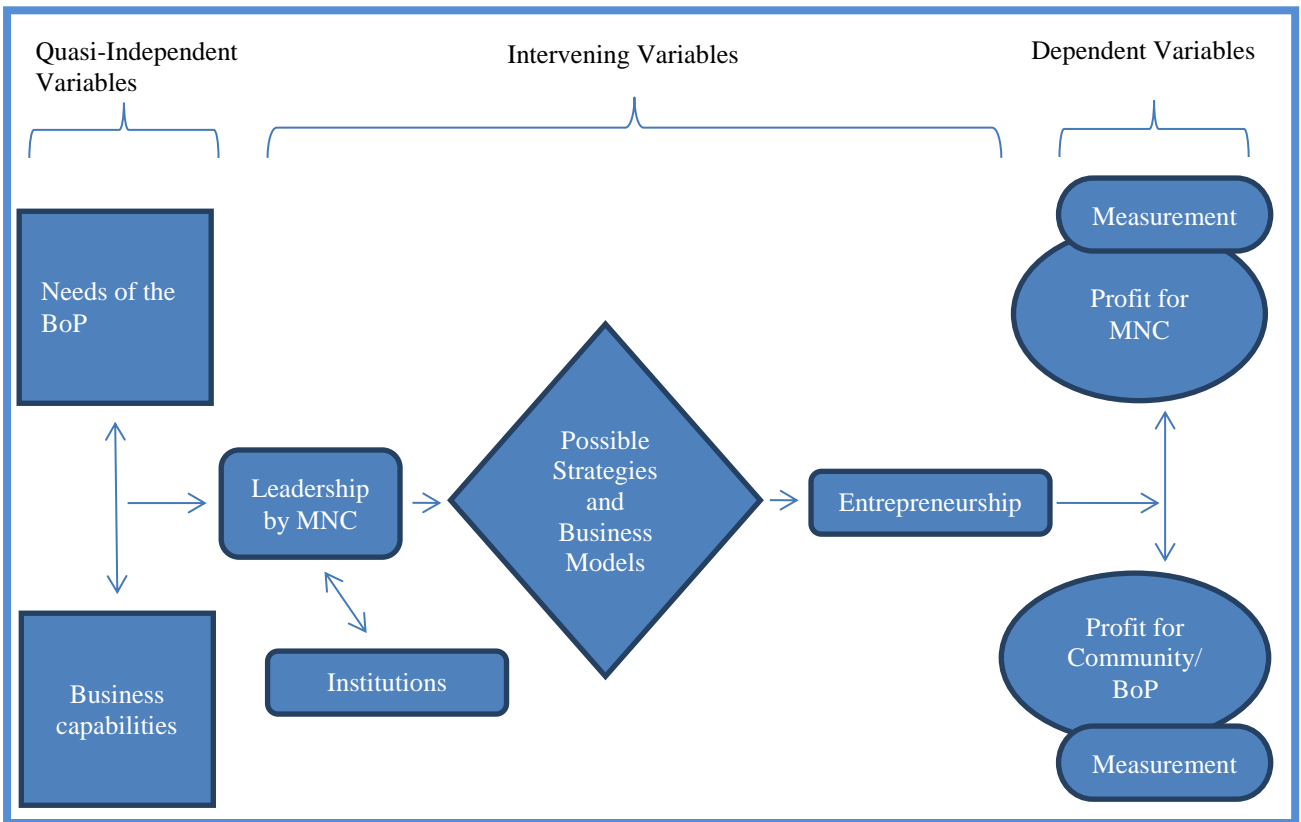 Quasi-Independent
Variables
Intervening Variables
Dependent Variables
Needs of the
BoP
Business
capabilities
Leadership
by MNC
Institutions
Possible
Strategies
and
Business
Models
Entrepreneurship
Measurement
Profit for
MNC
Profit for
Community/
BoP
Measurement